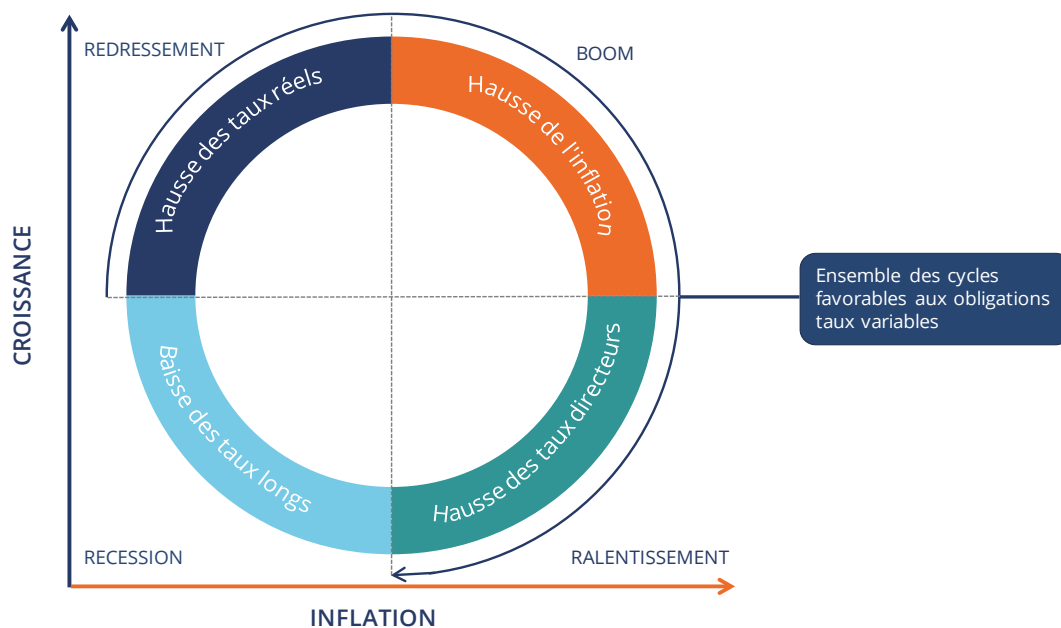 REDRESSEMENT
BOOM
Hausse des taux réels
Hausse de l'inflation
CROISSANCE
Ensemble des cycles
favorables aux obligations
taux variables
Baisse des taux longs
Hausse des taux directeurs
RECESSION
RALENTISSEMENT
INFLATION